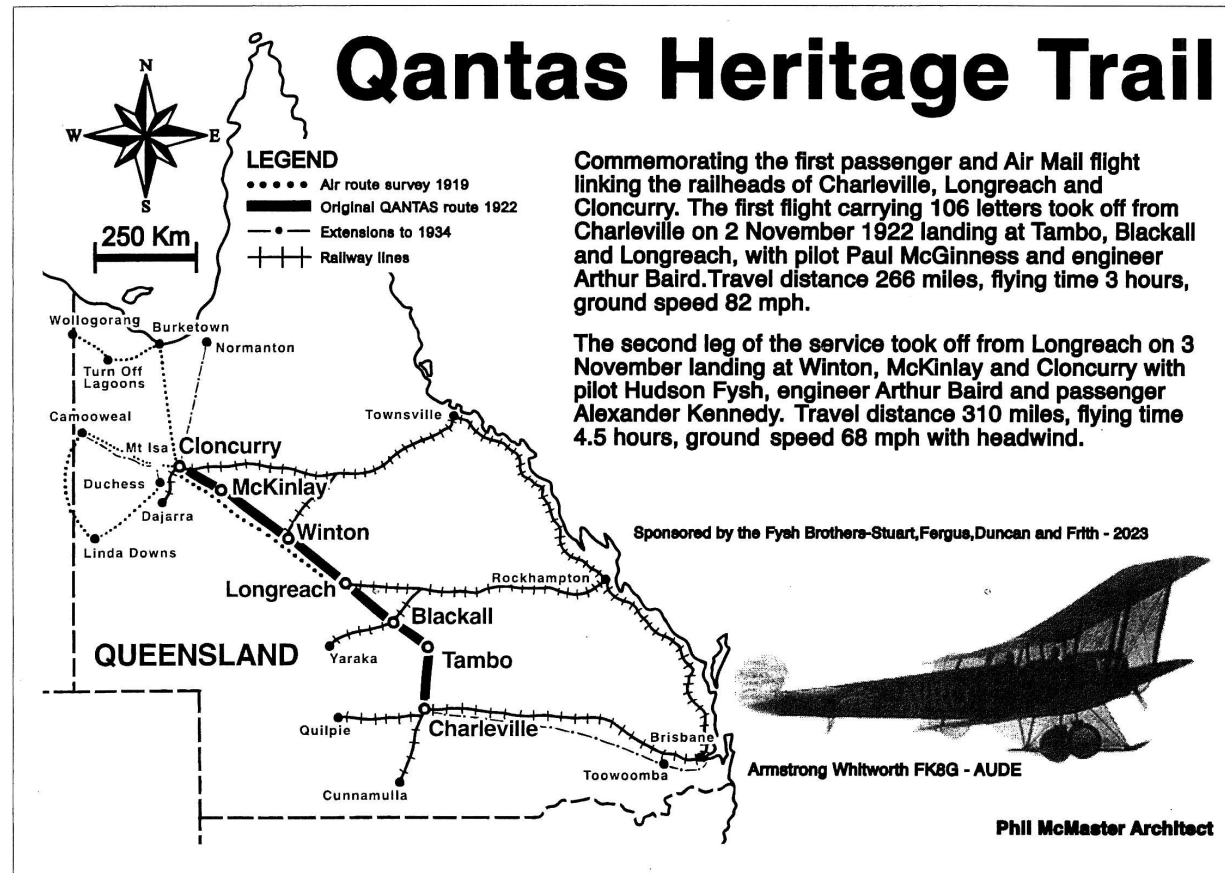 Qantas Heritage Trail
N
W
E
S
LEGEND
Air route survey 1919
Original QANTAS route 1922
Extensions to 1934
Railway lines
250 Km
Commemorating the first passenger and Air Mail flight
linking the railheads of Charleville, Longreach and
Cloncurry. The first flight carrying 106 letters took off from
Charleville on 2 November 1922 landing at Tambo, Blackall
and Longreach, with pilot Paul McGinness and engineer
Arthur Baird.Travel distance 266 miles, flying time 3 hours,
ground speed 82 mph.
The second leg of the service took off from Longreach on 3
November landing at Winton, McKinlay and Cloncurry with
pilot Hudson Fysh, engineer Arthur Baird and passenger
Alexander Kennedy. Travel distance 310 miles, flying time
4.5 hours, ground speed 68 mph with headwind.
Wollogorang
Burketown
Normanton
Turn Off
Lagoons
Camooweal
Townsville
Mt Isa
Cloncurry
Duchess
McKinlay
Dajarra
Winton
Linda Downs
Sponsored by the Fysh Brothers-Stuart,Fergus,Duncan and Frith - 2023
Longreach
Rockhampton
Blackall
QUEENSLAND
Yaraka
Tambo
Quilpie
Charleville
Brisbane
Toowoomba
Armstrong Whitworth FK8G - AUDE
Cunnamulla
Phil McMaster Architect